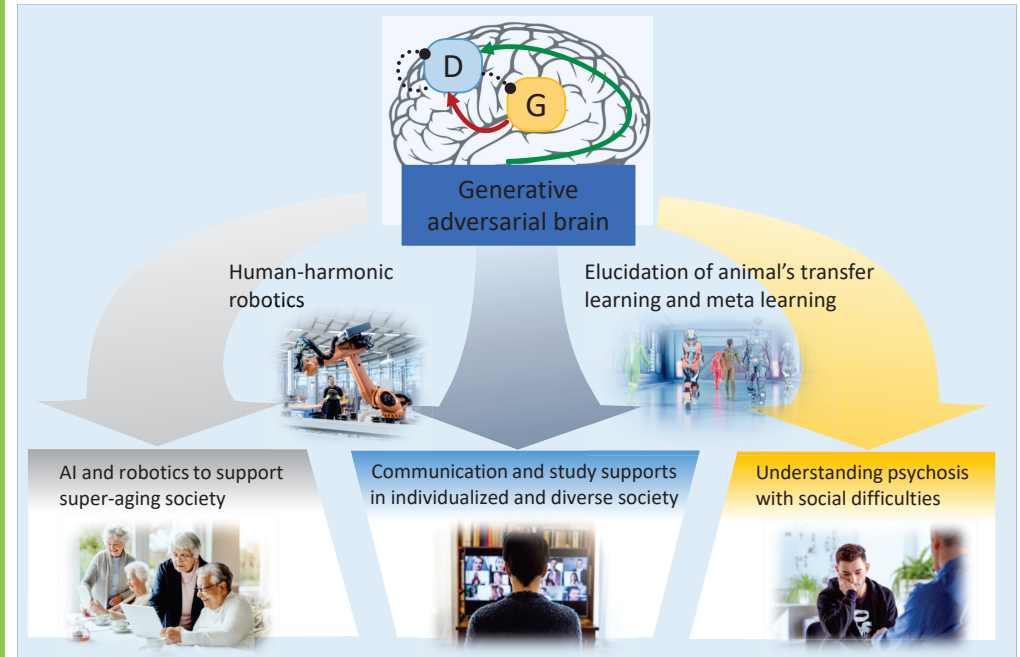 D
G
Generative
adversarial brain
Human-harmonic
robotics
Elucidation of animal's transfer
learning and meta learning
AI and robotics to support
super-aging society
Communication and study supports
in individualized and diverse society
Understanding psychosis
with social difficulties